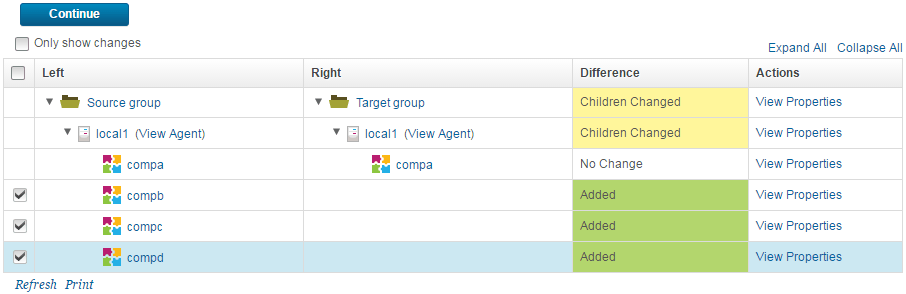 Continue
Only show changes
Expand All Collapse All
Left Right Difference Actions
Source group Target group Children Changed View Properties
local1 (View Agent) local1 (View Agent) Children Changed View Properties
compa compa No Change View Properties
compb Added View Properties
compc Added View Properties
compd Added View Properties
Refresh Print